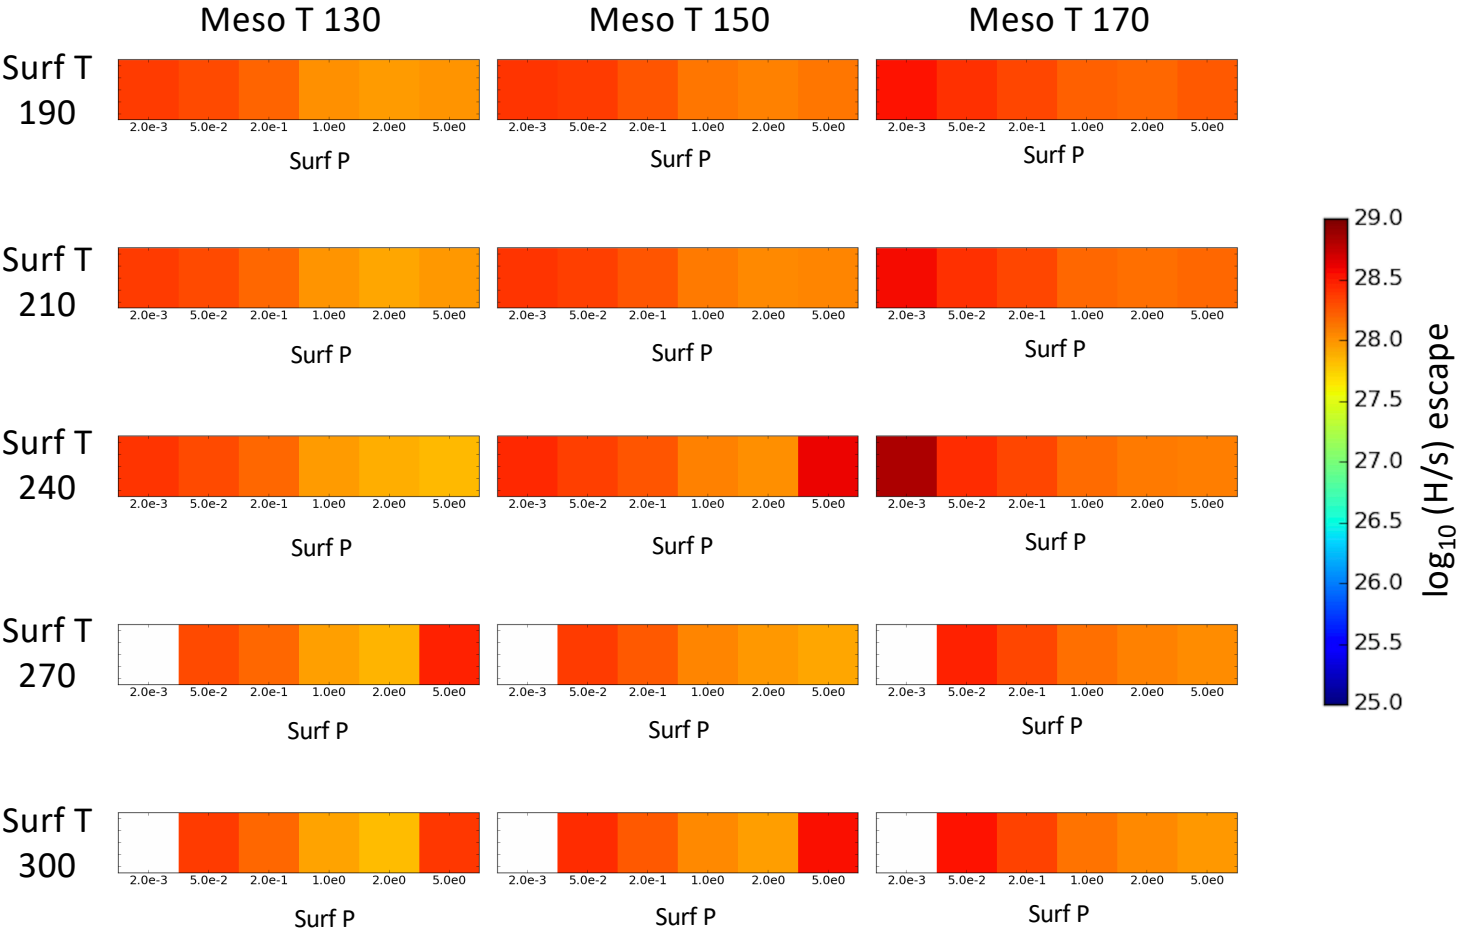 Meso T 130 Meso T 150 Meso T 170
Surf T
190
2.0e-3 5.0e-2 2.0e-1 1.0e0 2.0e0 5.0e0 2.0e-3 5.0e-2 2.0e-1 1.0e0 2.0e0 5.0e0 2.0e-3 5.0e-2 2.0e-1 1.0e0 2.0e0 5.0e0
Surf P Surf P Surf P
Surf T
210
2.0e-3 5.0e-2 2.0e-1 1.0e0 2.0e0 5.0e0 2.0e-3 5.0e-2 2.0e-1 1.0e0 2.0e0 5.0e0 2.0e-3 5.0e-2 2.0e-1 1.0e0 2.0e0 5.0e0
Surf P Surf P Surf P
Surf T
240
2.0e-3 5.0e-2 2.0e-1 1.0e0 2.0e0 5.0e0 2.0e-3 5.0e-2 2.0e-1 1.0e0 2.0e0 5.0e0 2.0e-3 5.0e-2 2.0e-1 1.0e0 2.0e0 5.0e0
Surf P Surf P Surf P
Surf T
270
2.0e-3 5.0e-2 2.0e-1 1.0e0 2.0e0 5.0e0 2.0e-3 5.0e-2 2.0e-1 1.0e0 2.0e0 5.0e0 2.0e-3 5.0e-2 2.0e-1 1.0e0 2.0e0 5.0e0
Surf P Surf P Surf P
Surf T
300
2.0e-3 5.0e-2 2.0e-1 1.0e0 2.0e0 5.0e0 2.0e-3 5.0e-2 2.0e-1 1.0e0 2.0e0 5.0e0 2.0e-3 5.0e-2 2.0e-1 1.0e0 2.0e0 5.0e0
Surf P Surf P Surf P
29.0
28.5
28.0
27.5
27.0
26.5
26.0
25.5
25.0
log₁₀ (H/s) escape